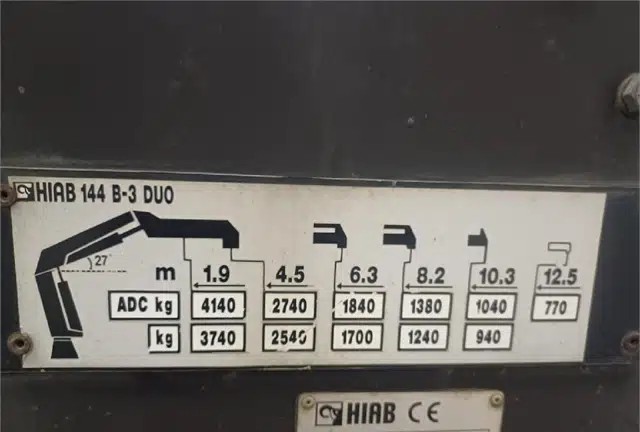 HIAB 144 B-3 DUO
27°
m 1.9 4.5 6.3 8.2 10.3 12.5
ADC kg 4140 2740 1840 1380 1040 770
kg 3740 2540 1700 1240 940
HIAB CE